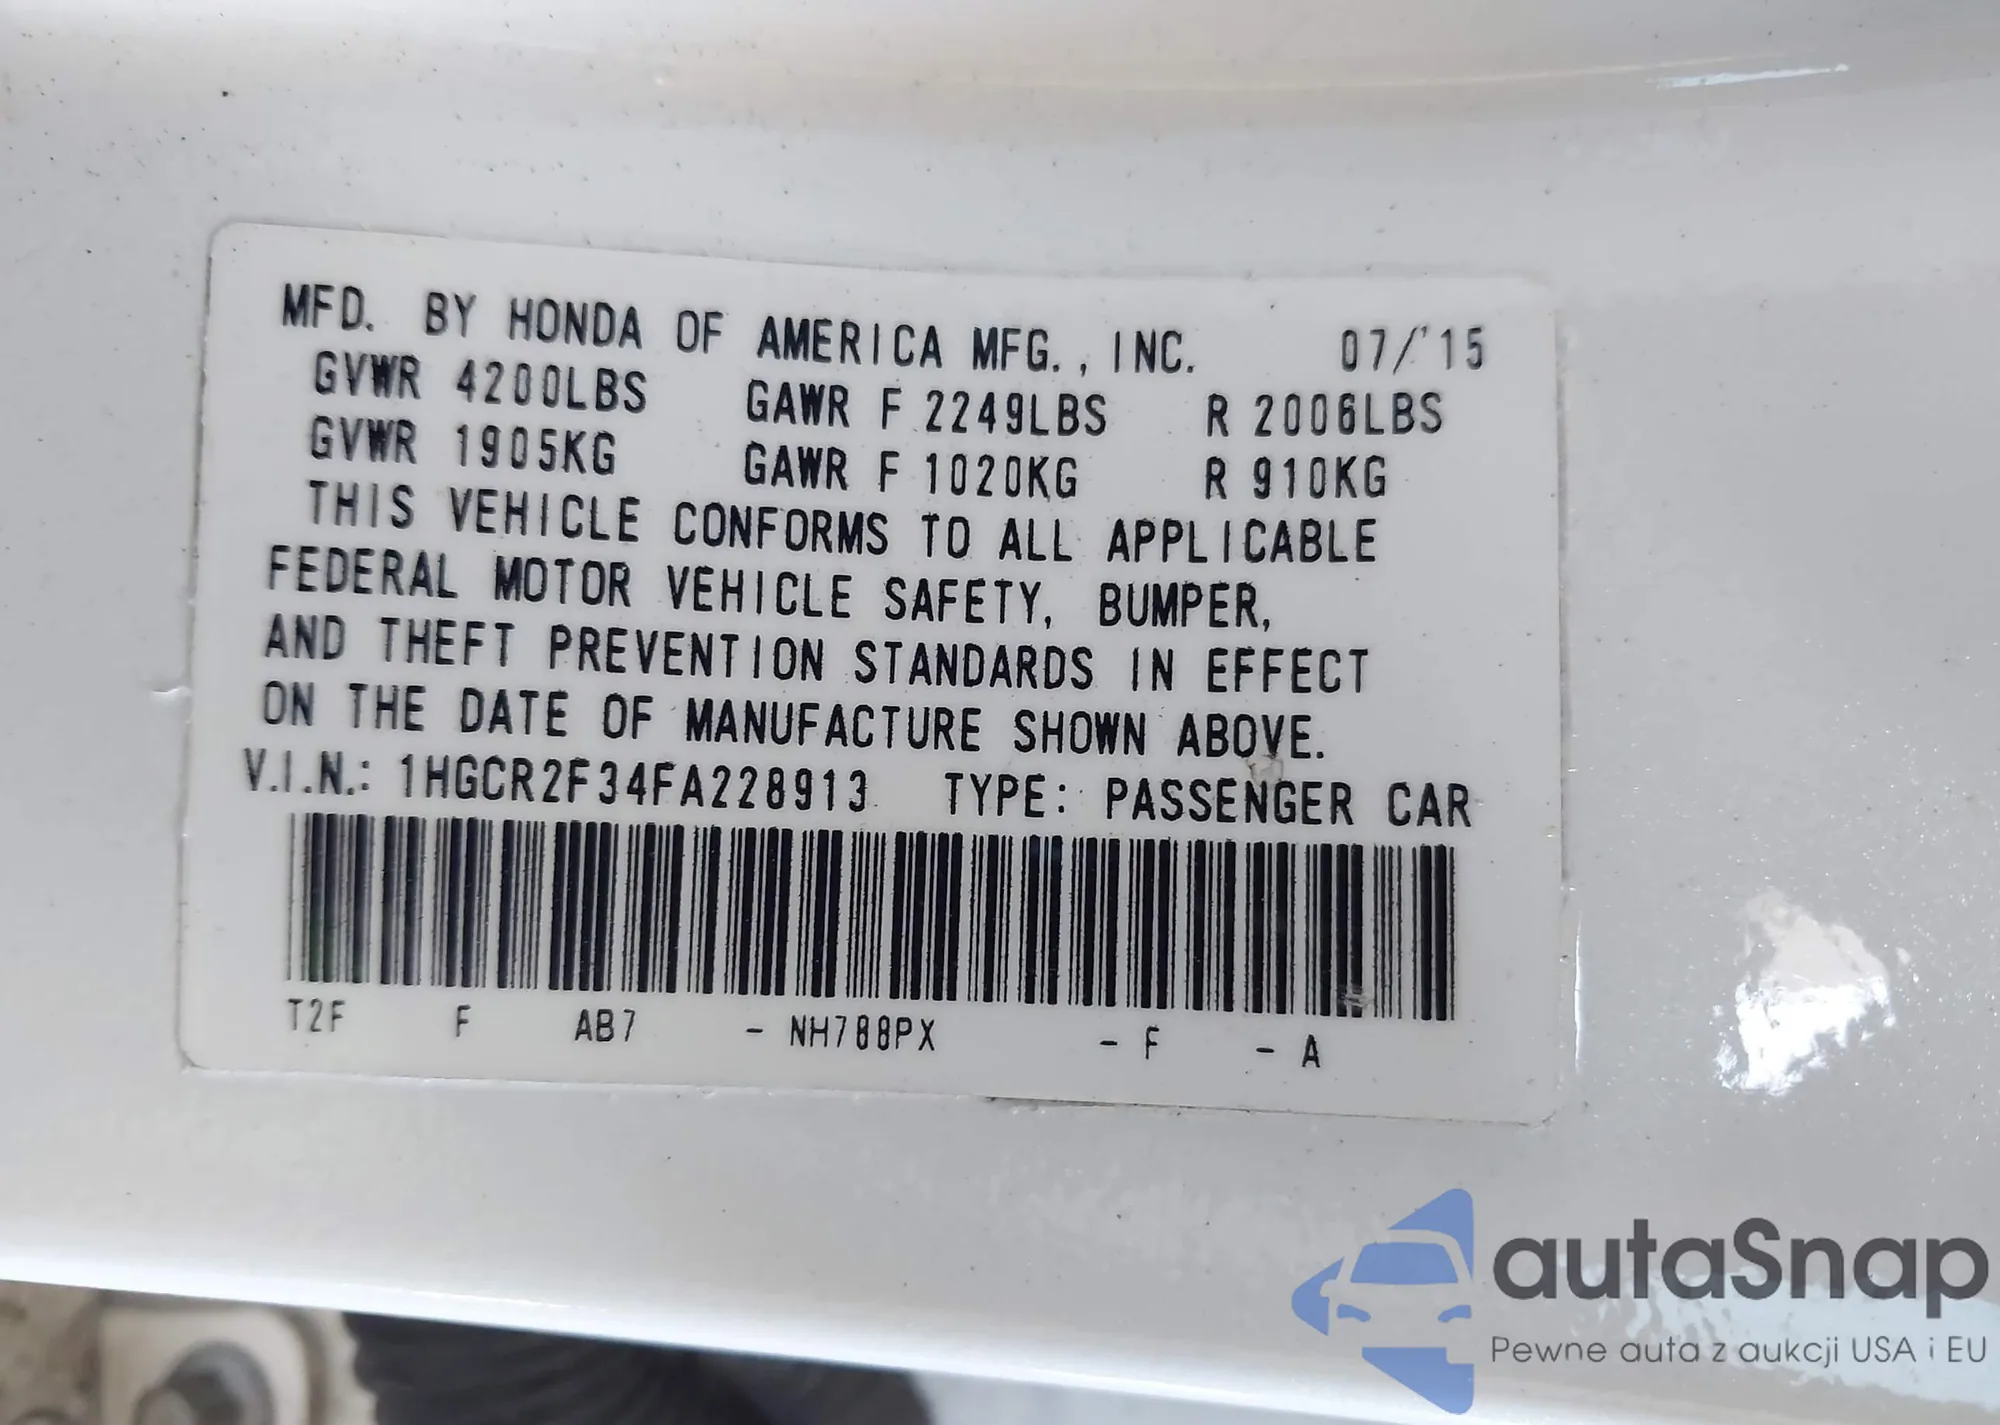 MFD. BY HONDA OF AMERICA MFG., INC. 07/'15
GVWR 4200LBS GAWR F 2249LBS R 2006LBS
GVWR 1905KG GAWR F 1020KG R 910KG
THIS VEHICLE CONFORMS TO ALL APPLICABLE
FEDERAL MOTOR VEHICLE SAFETY, BUMPER,
AND THEFT PREVENTION STANDARDS IN EFFECT
ON THE DATE OF MANUFACTURE SHOWN ABOVE.
V.I.N.: 1HGCR2F34FA228913 TYPE: PASSENGER CAR
T2F F AB7 - NH788PX - F - A
autaSnap
Pewne auta z aukcji USA i EU